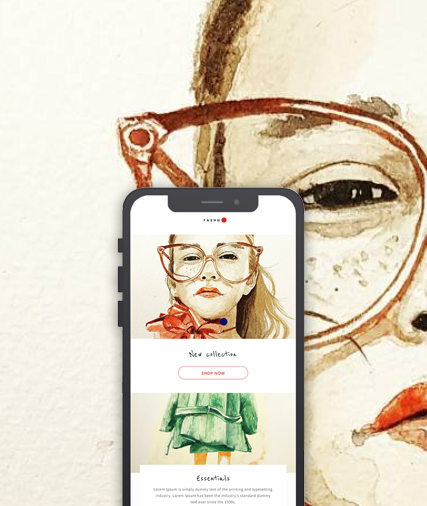 FASHN
New collection
SHOP NOW
Essentials
Lorem Ipsum is simply dummy text of the printing and typesetting
industry. Lorem Ipsum has been the industry's standard dummy
text ever since the 1500s.